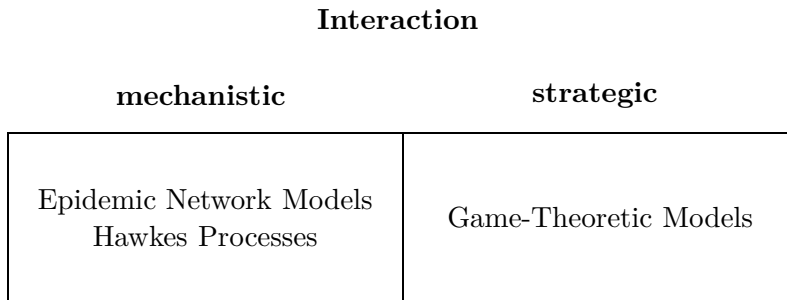 Interaction
mechanistic strategic
Epidemic Network Models
Hawkes Processes
Game-Theoretic Models